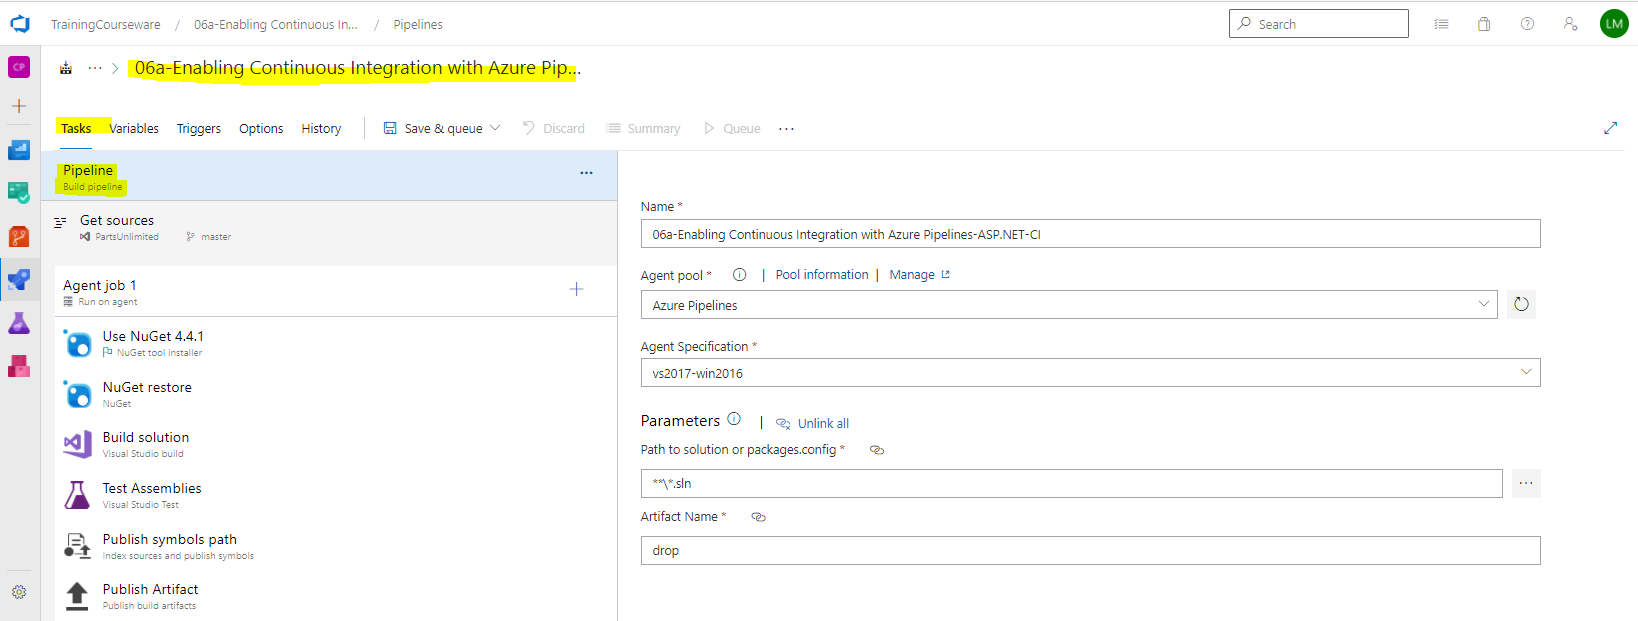 TrainingCourseware / 06a-Enabling Continuous In... / Pipelines
Search
LM
CP
... > 06a-Enabling Continuous Integration with Azure Pip...
Tasks Variables Triggers Options History Save & queue Discard Summary Queue ...
Pipeline
Build pipeline
...
Get sources
PartsUnlimited master
Agent job 1
Run on agent
Use NuGet 4.4.1
NuGet tool installer
NuGet restore
NuGet
Build solution
Visual Studio build
Test Assemblies
Visual Studio Test
Publish symbols path
Index sources and publish symbols
Publish Artifact
Publish build artifacts
Name *
06a-Enabling Continuous Integration with Azure Pipelines-ASP.NET-CI
Agent pool * | Pool information | Manage
Azure Pipelines
Agent Specification *
vs2017-win2016
Parameters | Unlink all
Path to solution or packages.config *
**\*.sln
...
Artifact Name *
drop